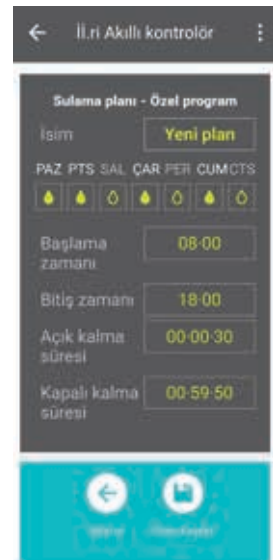 İl.ri Akıllı kontrolör
Sulama planı - Özel program
İsim Yeni plan
PAZ PTS SAL ÇAR PER CUM CTS
Başlama zamanı 08-00
Bitiş zamanı 18-00
Açık kalma süresi 00-00-30
Kapalı kalma süresi 00-59-50